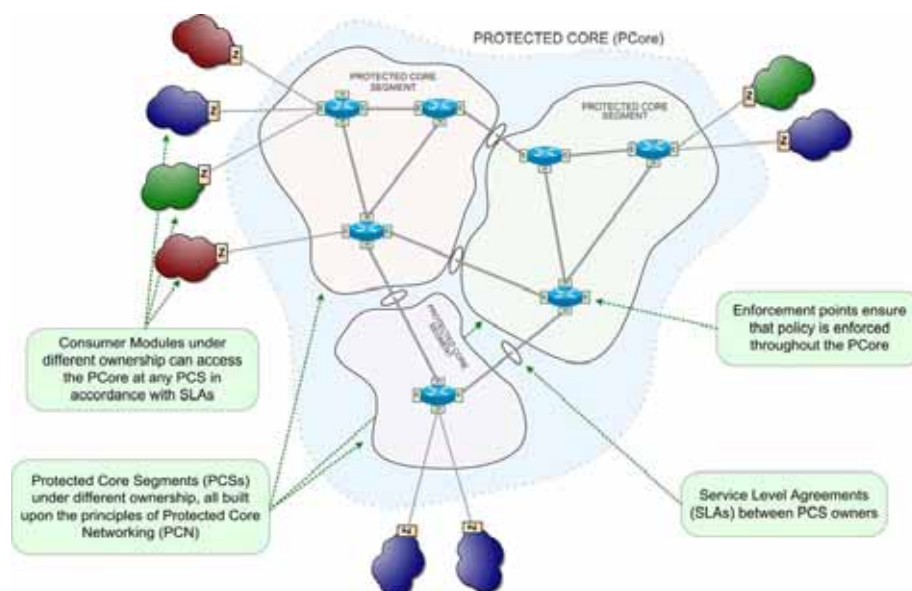 PROTECTED CORE (PCore)
PROTECTED CORE
SEGMENT
PROTECTED CORE
SEGMENT
PROTECTED CORE
SEGMENT
Z
Z
Z
Z
Z
Z
Z
Z
Consumer Modules under
different ownership can access
the PCore at any PCS in
accordance with SLAs
Enforcement points ensure
that policy is enforced
throughout the PCore
Protected Core Segments (PCSs)
under different ownership, all built
upon the principles of Protected Core
Networking (PCN)
Service Level Agreements
(SLAs) between PCS owners